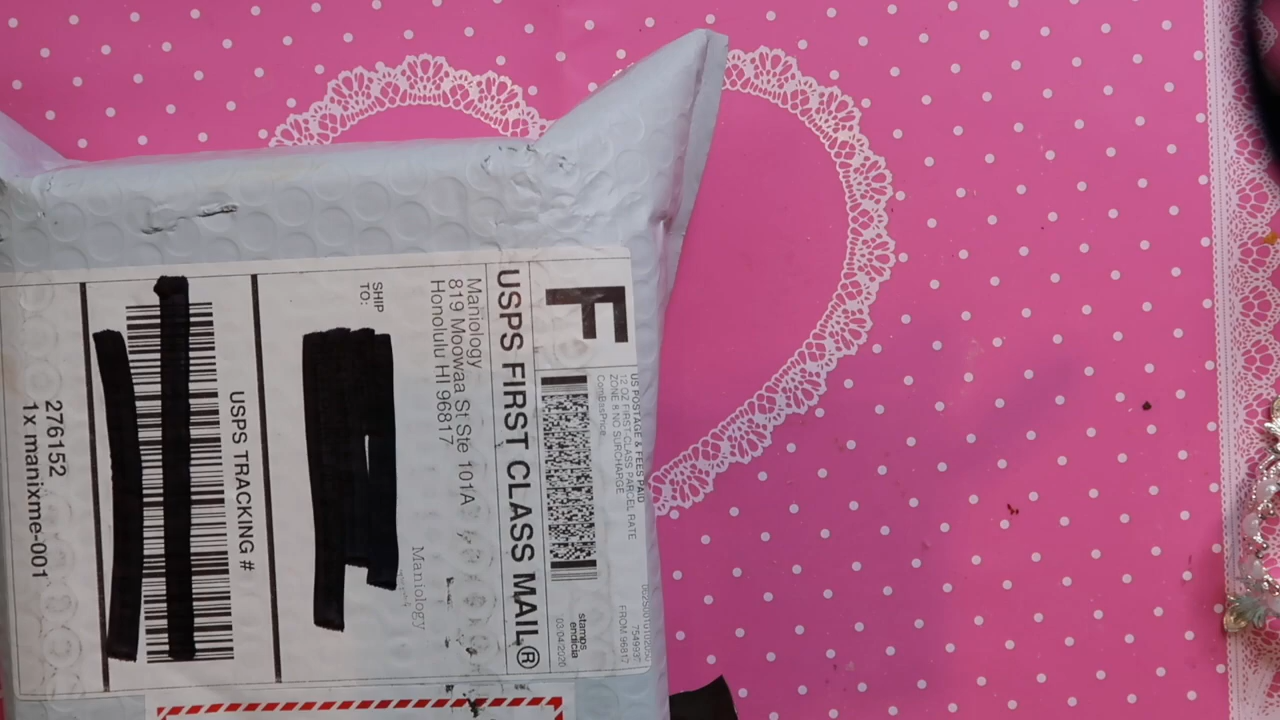 F
US POSTAGE & FEES PAID
12 OZ FIRST-CLASS PARCEL RATE
ZONE 8 NO SURCHARGE
ComBasPrice
FROM 96817
stamps
endicia
03/04/2020
USPS FIRST CLASS MAIL®
Maniology
819 Moowaa St Ste 101A
Honolulu HI 96817
Maniology
SHIP
TO:
USPS TRACKING #
276152
1x manixme-001